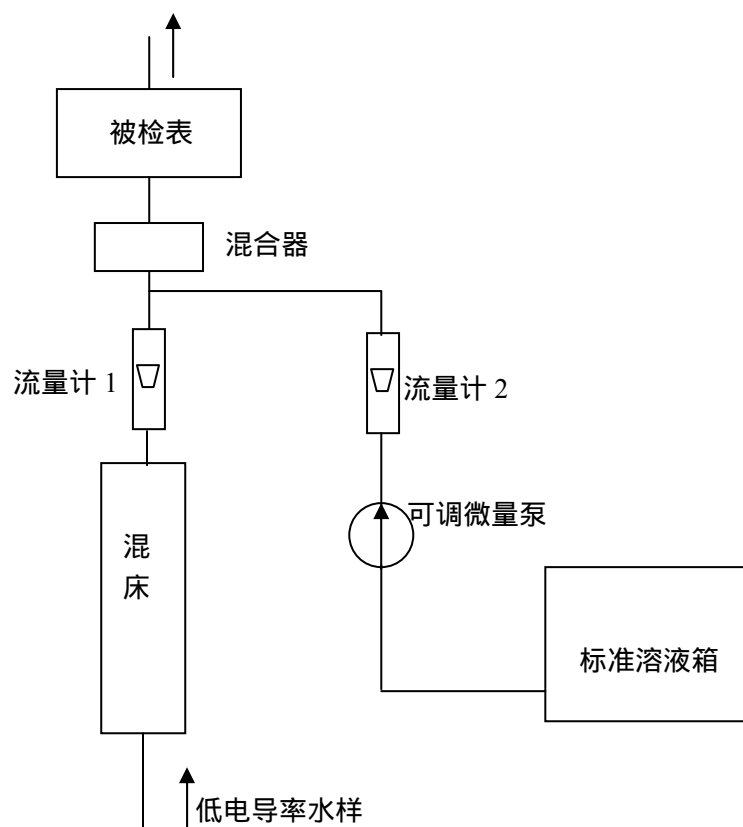 被检表
混合器
流量计 1
流量计 2
可调微量泵
混
床
标准溶液箱
低电导率水样